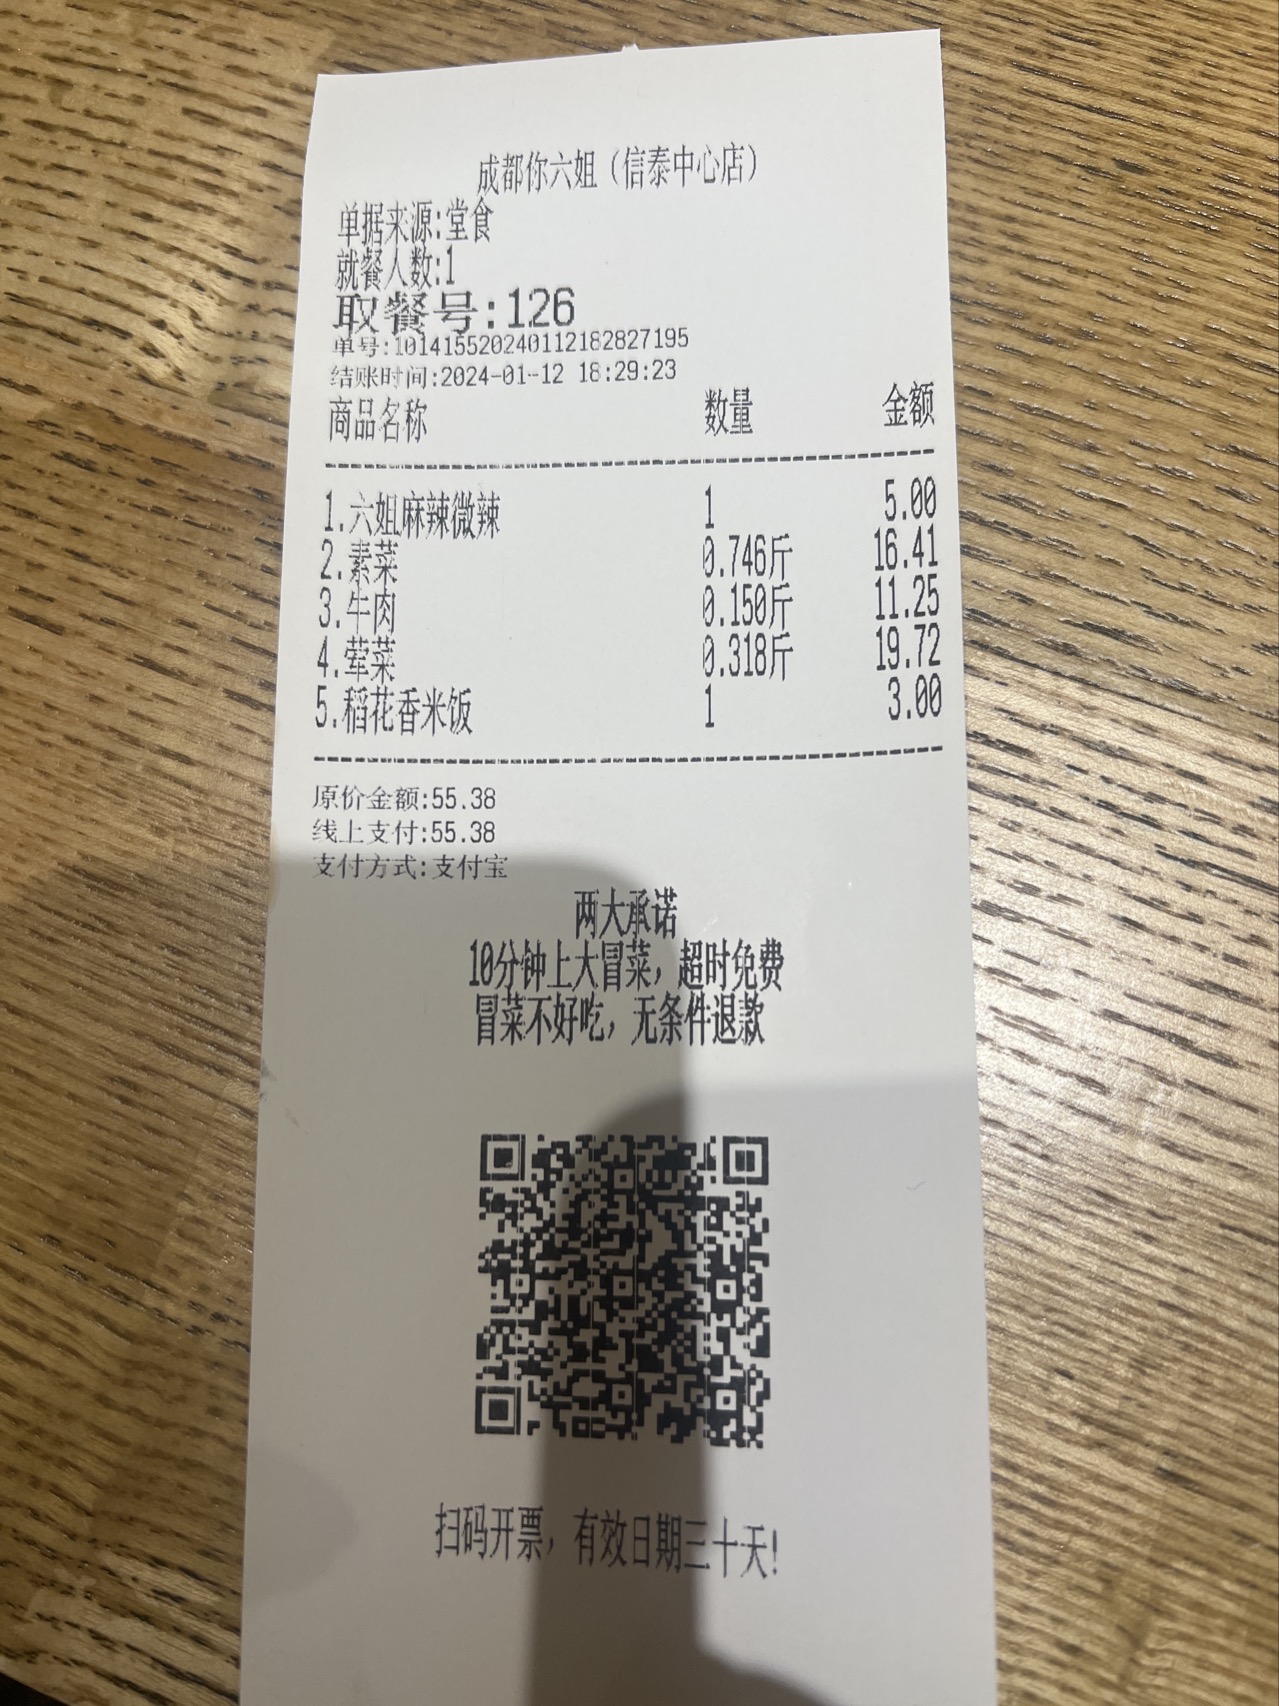 成都你六姐（信泰中心店）
单据来源:堂食
就餐人数:1
取餐号:126
单号:101415520240112182827195
结账时间:2024-01-12 18:29:23
商品名称 数量 金额
1.六姐麻辣微辣 1 5.00
2.素菜 0.746斤 16.41
3.牛肉 0.150斤 11.25
4.荤菜 0.318斤 19.72
5.稻花香米饭 1 3.00
原价金额:55.38
线上支付:55.38
支付方式:支付宝
两大承诺
10分钟上大冒菜，超时免费
冒菜不好吃，无条件退款
扫码开票，有效日期三十天!